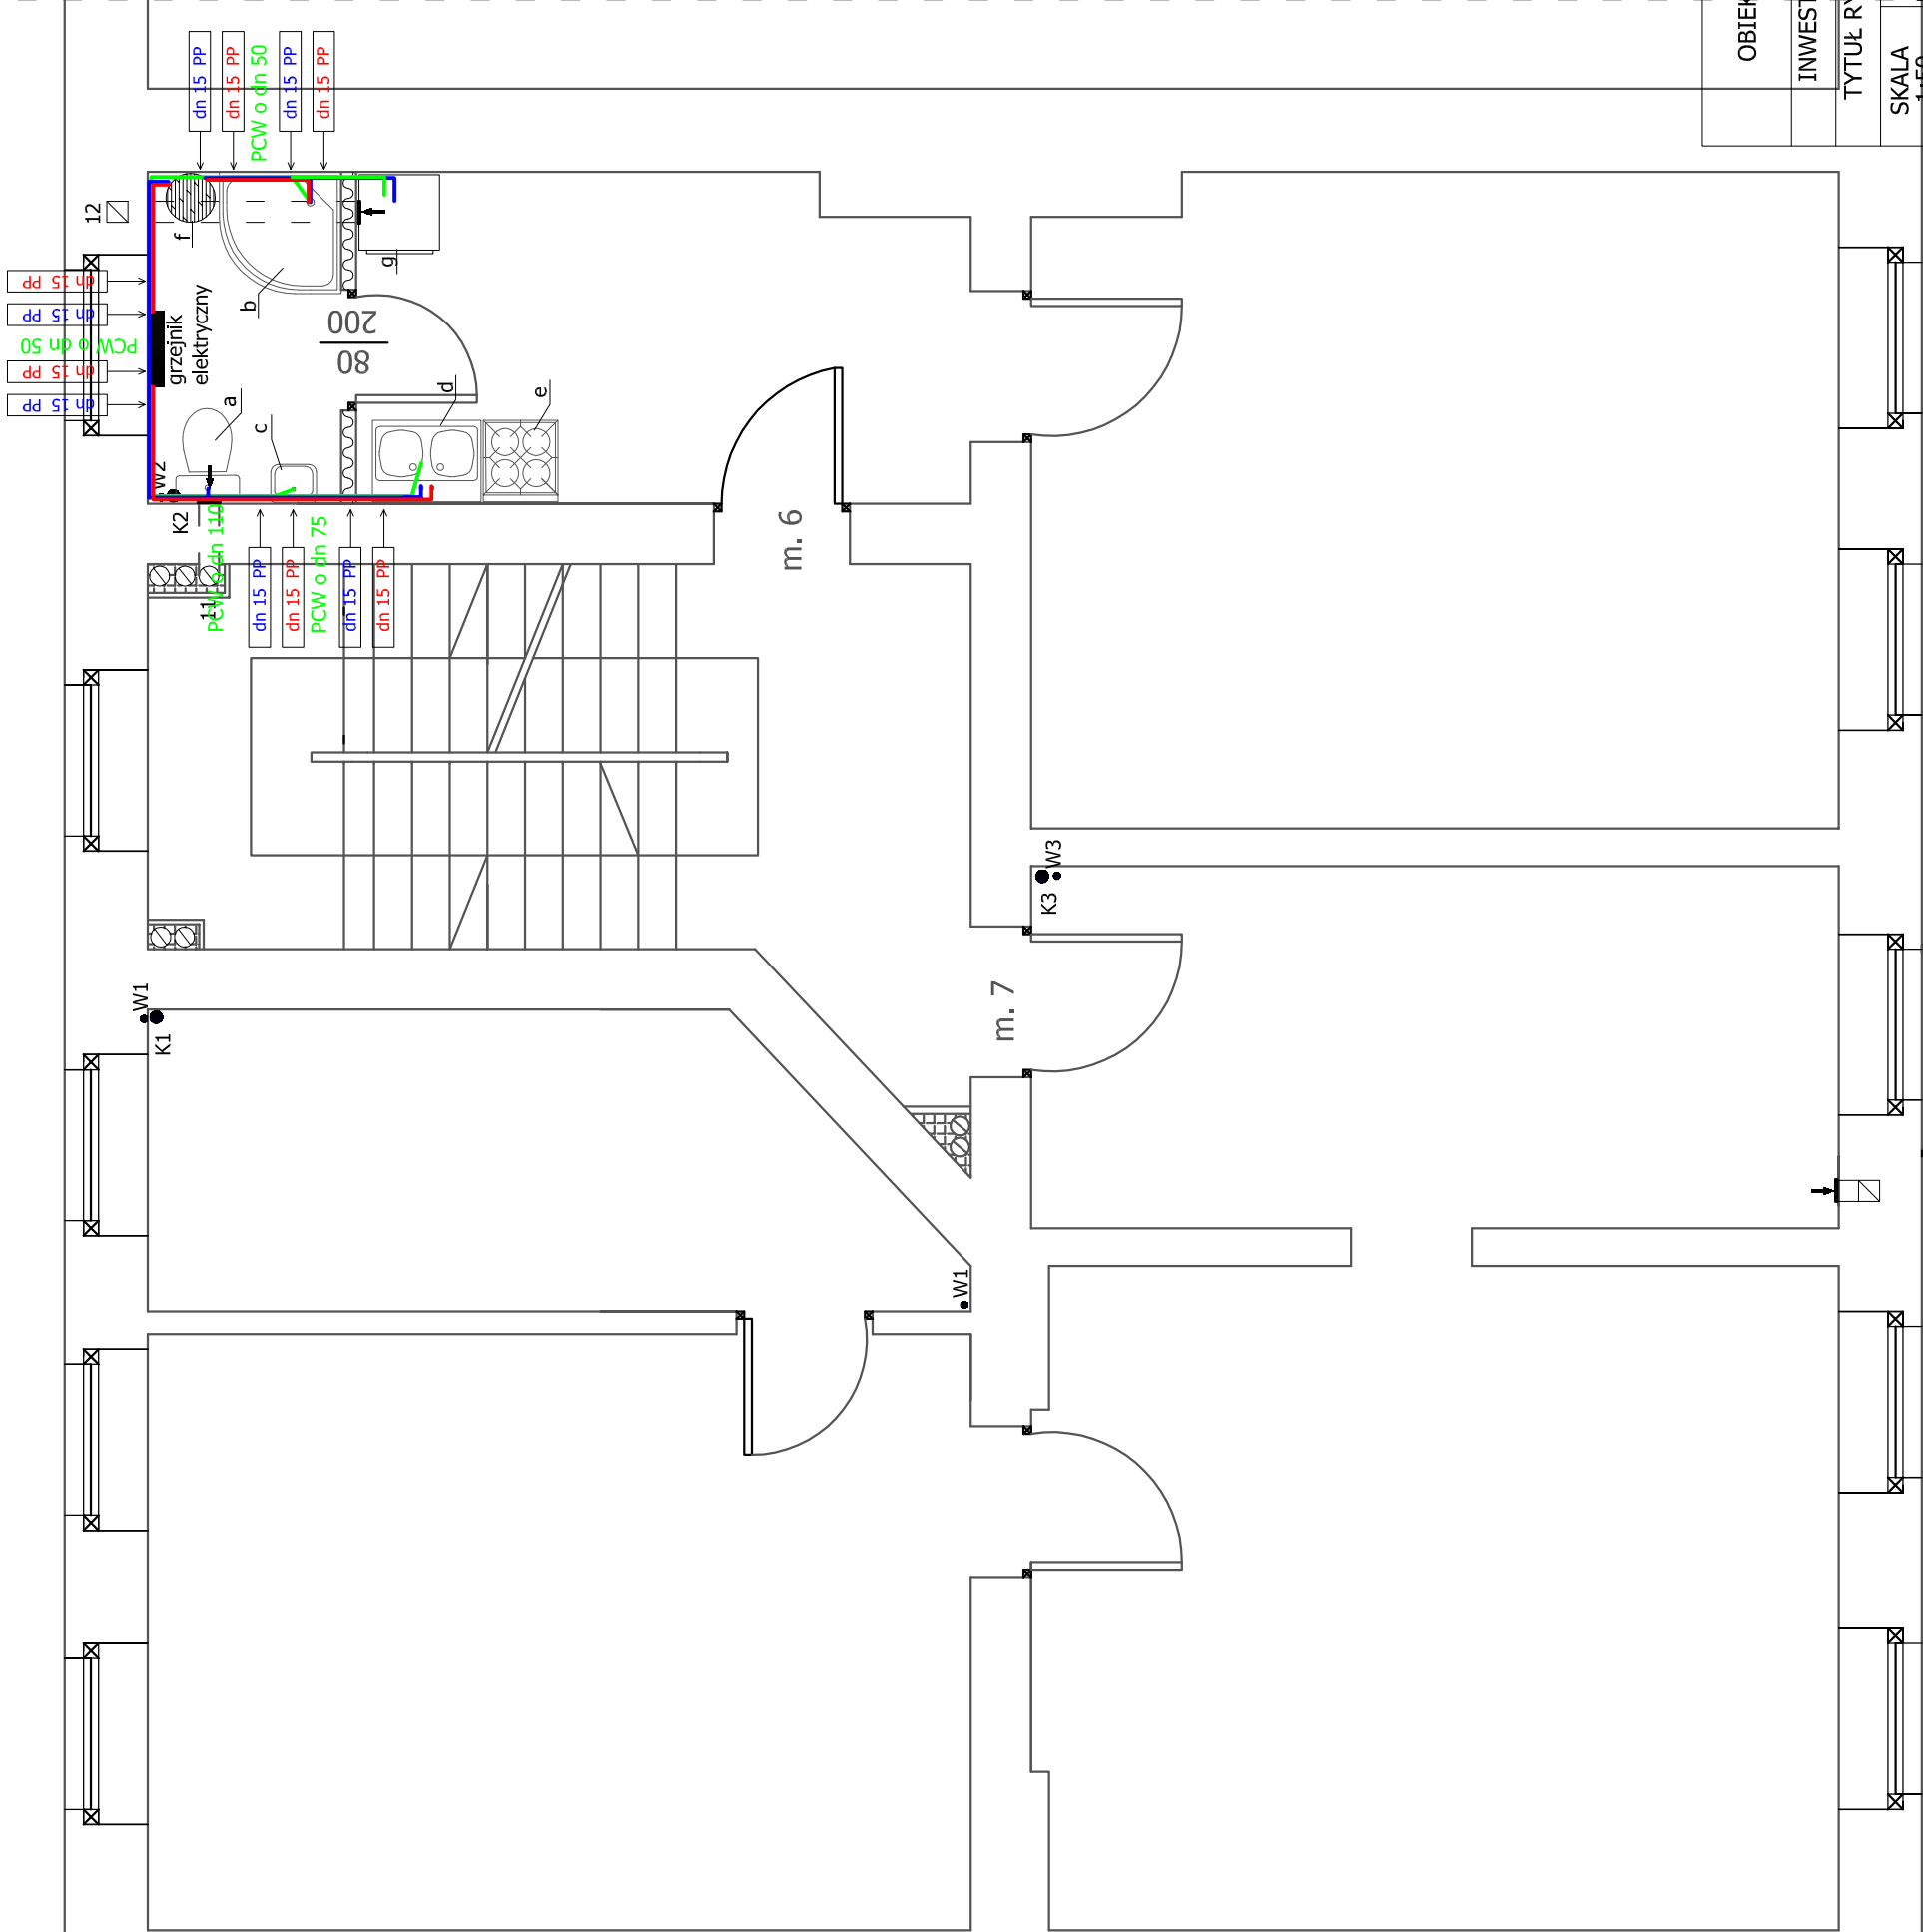 dn 15 PP
dn 15 PP
PCW o dn 50
dn 15 PP
dn 15 PP
12
dn 15 PP
dn 15 PP
PCW o dn 50
dn 15 PP
dn 15 PP
grzejnik
elektryczny
f
b
g
200
80
a
c
d
e
W2
K2
11
PCW o dn 110
dn 15 PP
dn 15 PP
PCW o dn 75
dn 15 PP
dn 15 PP
m. 6
W3
K3
W1
K1
m. 7
W1
OBIEK
INWEST
TYTUŁ RY
SKALA
1:50